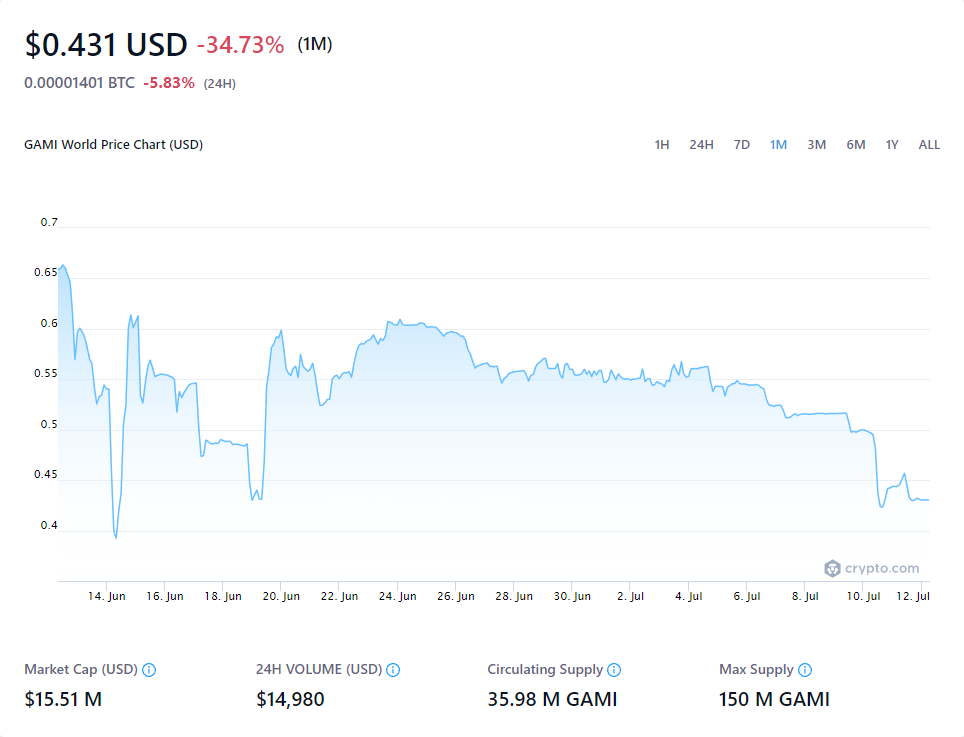 $0.431 USD -34.73% (1M)
0.00001401 BTC -5.83% (24H)
GAMI World Price Chart (USD) 1H 24H 7D 1M 3M 6M 1Y ALL
0.7
0.65
0.6
0.55
0.5
0.45
0.4
crypto.com
14. Jun 16. Jun 18. Jun 20. Jun 22. Jun 24. Jun 26. Jun 28. Jun 30. Jun 2. Jul 4. Jul 6. Jul 8. Jul 10. Jul 12. Jul
Market Cap (USD) 24H VOLUME (USD) Circulating Supply Max Supply
$15.51 M $14,980 35.98 M GAMI 150 M GAMI